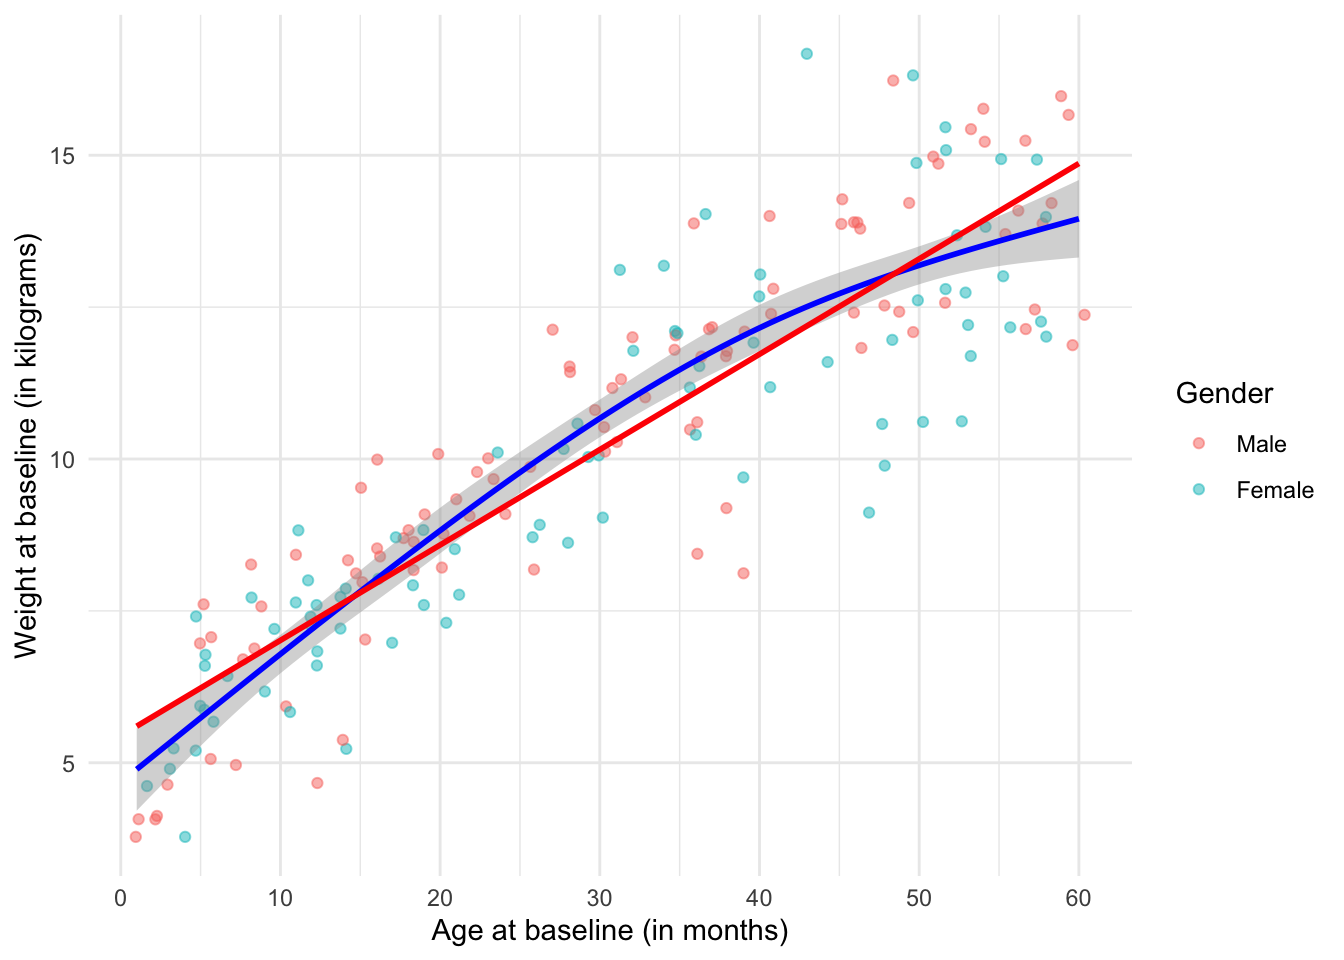 15
10
5
Weight at baseline (in kilograms)
0 10 20 30 40 50 60
Age at baseline (in months)
Gender
Male
Female